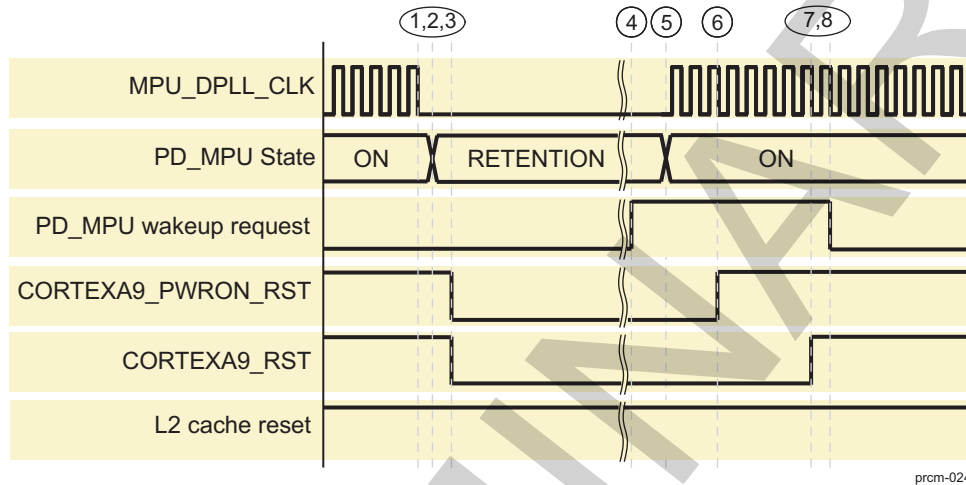 1,2,3 4 5 6 7,8
MPU_DPLL_CLK
PD_MPU State ON RETENTION ON
PD_MPU wakeup request
CORTEXA9_PWRON_RST
CORTEXA9_RST
L2 cache reset